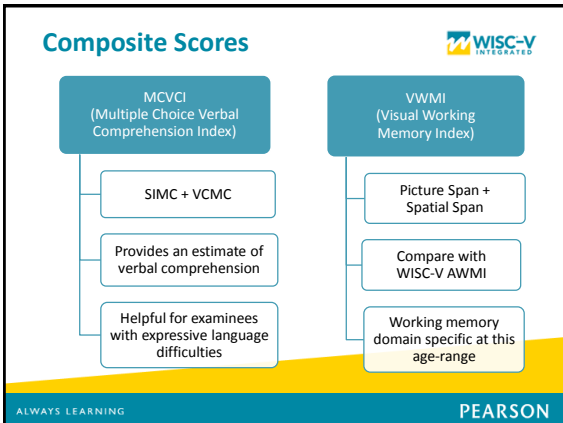 Composite Scores
WISC-V
INTEGRATED
MCVCI
(Multiple Choice Verbal
Comprehension Index)
SIMC + VCMC
Provides an estimate of
verbal comprehension
Helpful for examinees
with expressive language
difficulties
VWMI
(Visual Working
Memory Index)
Picture Span +
Spatial Span
Compare with
WISC-V AWMI
Working memory
domain specific at this
age-range
ALWAYS LEARNING
PEARSON